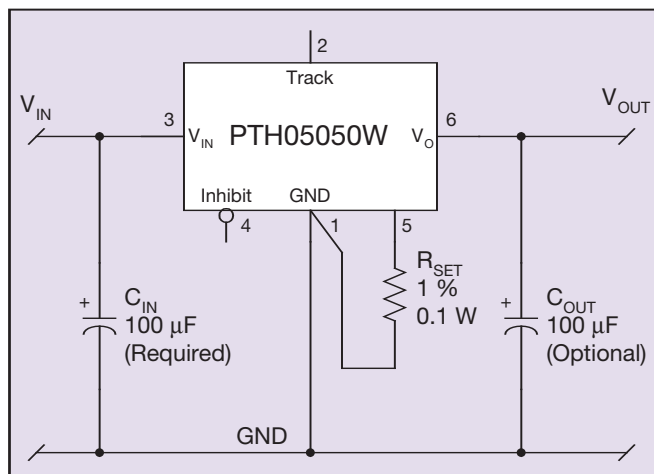 2
Track
V_IN
V_OUT
3
V_IN
PTH05050W
V_O
6
Inhibit
GND
4
1
5
R_SET
1 %
0.1 W
+
C_IN
100 µF
(Required)
+
C_OUT
100 µF
(Optional)
GND